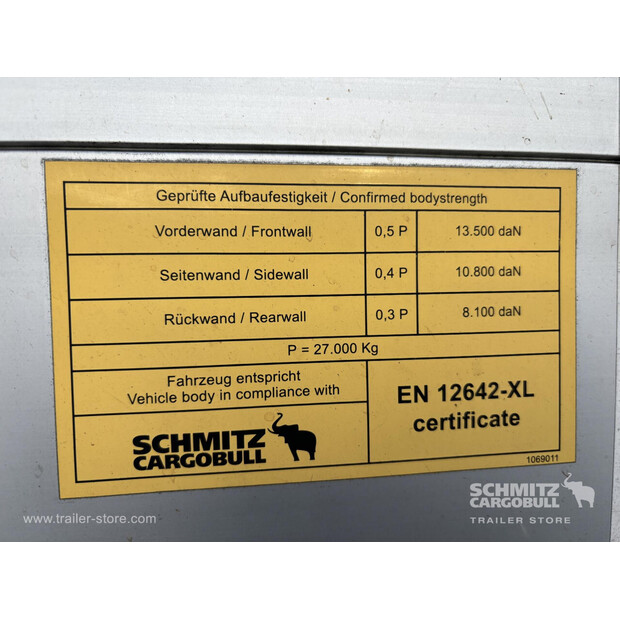 Geprüfte Aufbaufestigkeit / Confirmed bodystrength
Vorderwand / Frontwall 0,5 P 13.500 daN
Seitenwand / Sidewall 0,4 P 10.800 daN
Rückwand / Rearwall 0,3 P 8.100 daN
P = 27.000 Kg
Fahrzeug entspricht
Vehicle body in compliance with
EN 12642-XL
certificate
SCHMITZ
CARGOBULL
1069011
SCHMITZ
CARGOBULL
TRAILER STORE
www.trailer-store.com